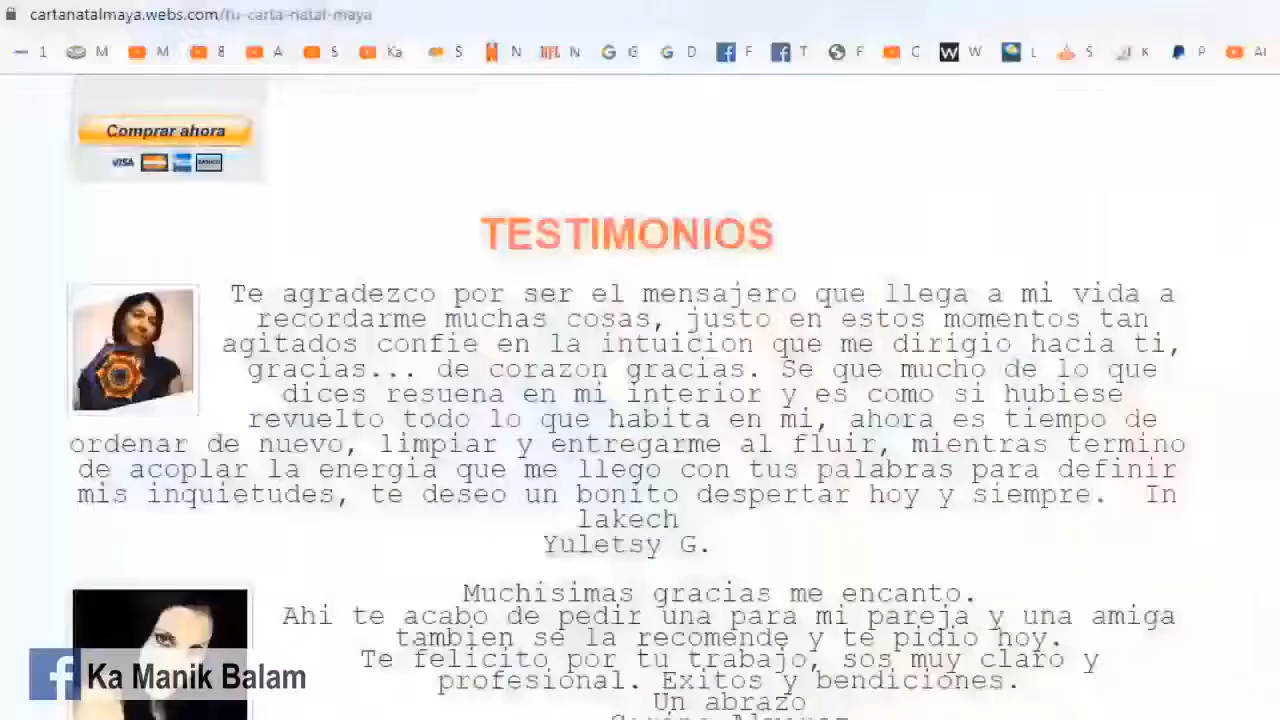 cartanatalmaya.webs.com/tu-carta-natal-maya
1 M M 8 A S Ka S N N G D F T F C W L S K P Al
Comprar ahora
VISA
TESTIMONIOS
Te agradezco por ser el mensajero que llega a mi vida a
recordarme muchas cosas, justo en estos momentos tan
agitados confie en la intuicion que me dirigio hacia ti,
gracias... de corazon gracias. Se que mucho de lo que
dices resuena en mi interior y es como si hubiese
revuelto todo lo que habita en mi, ahora es tiempo de
ordenar de nuevo, limpiar y entregarme al fluir, mientras termino
de acoplar la energia que me llego con tus palabras para definir
mis inquietudes, te deseo un bonito despertar hoy y siempre. In
lakech
Yuletsy G.
Muchisimas gracias me encanto.
Ahi te acabo de pedir una para mi pareja y una amiga
tambien se la recomende y te pidio hoy.
Te felicito por tu trabajo, sos muy claro y
profesional. Exitos y bendiciones.
Un abrazo
f Ka Manik Balam